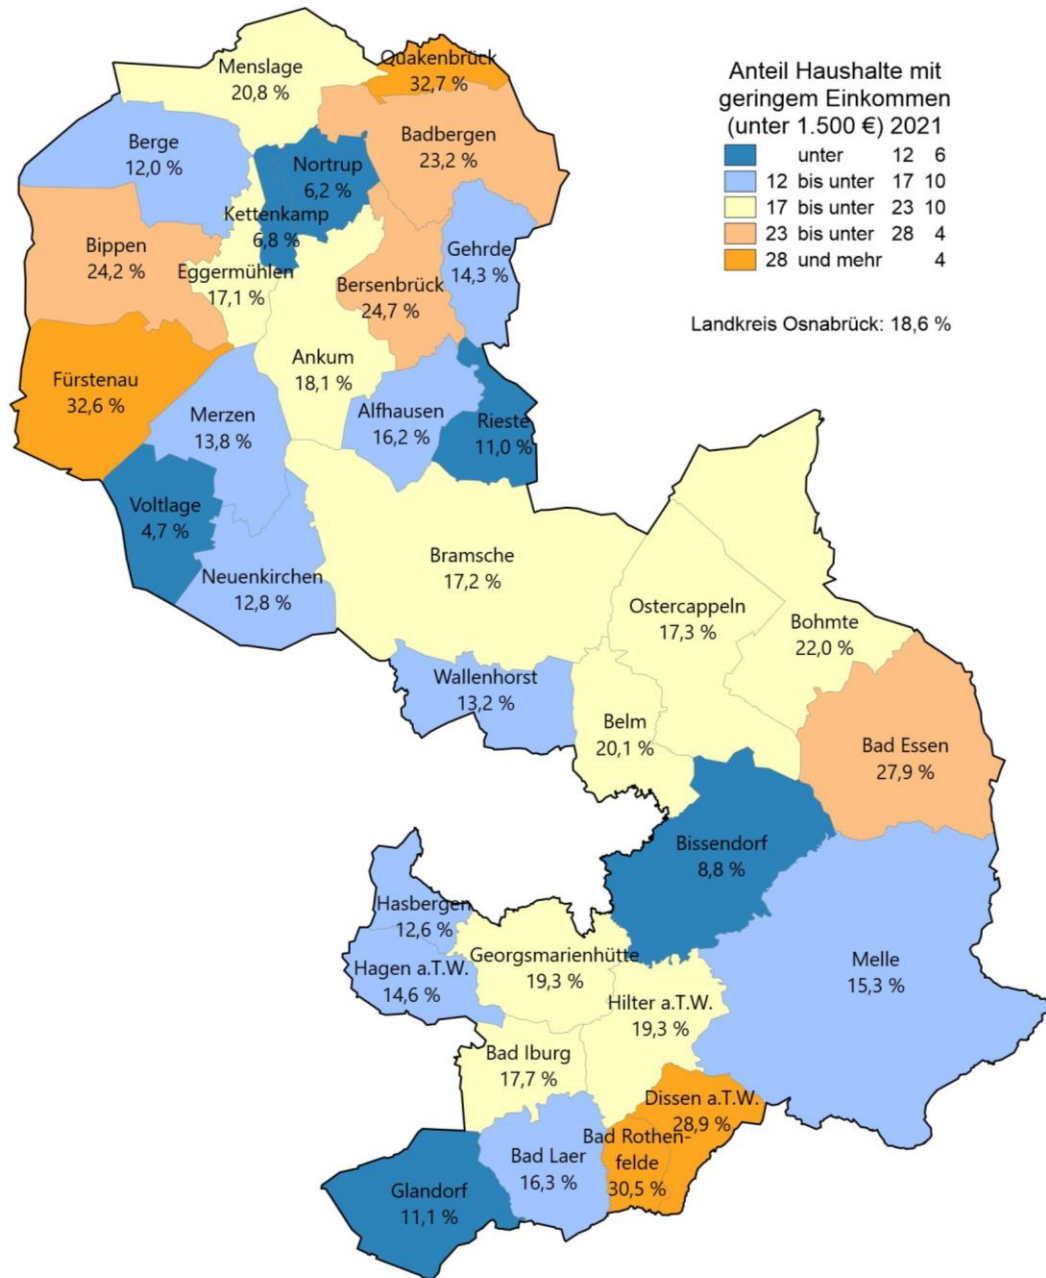 Quakenbrück
32,7 %
Menslage
20,8 %
Anteil Haushalte mit
geringem Einkommen
(unter 1.500 €) 2021
unter 12 6
12 bis unter 17 10
17 bis unter 23 10
23 bis unter 28 4
28 und mehr 4
Landkreis Osnabrück: 18,6 %
Berge
12,0 %
Badbergen
23,2 %
Nortrup
6,2 %
Kettenkamp
6,8 %
Bippen
24,2 %
Gehrde
14,3 %
Eggermühlen
17,1 %
Bersenbrück
24,7 %
Ankum
18,1 %
Fürstenau
32,6 %
Merzen
13,8 %
Alfhausen
16,2 %
Rieste
11,0 %
Voltlage
4,7 %
Bramsche
17,2 %
Neuenkirchen
12,8 %
Ostercappeln
17,3 %
Bohmte
22,0 %
Wallenhorst
13,2 %
Belm
20,1 %
Bad Essen
27,9 %
Bissendorf
8,8 %
Hasbergen
12,6 %
Georgsmarienhütte
19,3 %
Melle
15,3 %
Hagen a.T.W.
14,6 %
Hilter a.T.W.
19,3 %
Bad Iburg
17,7 %
Dissen a.T.W.
28,9 %
Bad Rothen-
felde
30,5 %
Bad Laer
16,3 %
Glandorf
11,1 %